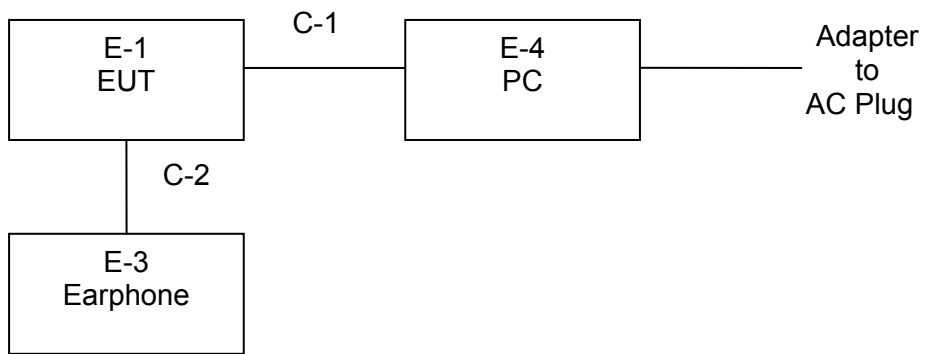 E-1
EUT
C-1
E-4
PC
Adapter
to
AC Plug
C-2
E-3
Earphone